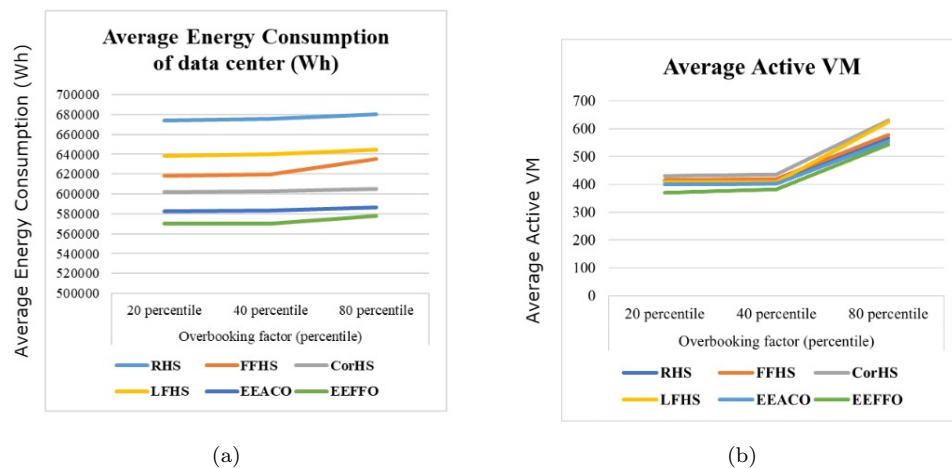 Average Energy Consumption
of data center (Wh)
Average Energy Consumption (Wh)
700000
680000
660000
640000
620000
600000
580000
560000
540000
520000
500000
20 percentile 40 percentile 80 percentile
Overbooking factor (percentile)
RHS FFHS CorHS
LFHS EEACO EEFFO
(a)
Average Active VM
Average Active VM
700
600
500
400
300
200
100
0
20 percentile 40 percentile 80 percentile
Overbooking factor (percentile)
RHS FFHS CorHS
LFHS EEACO EEFFO
(b)